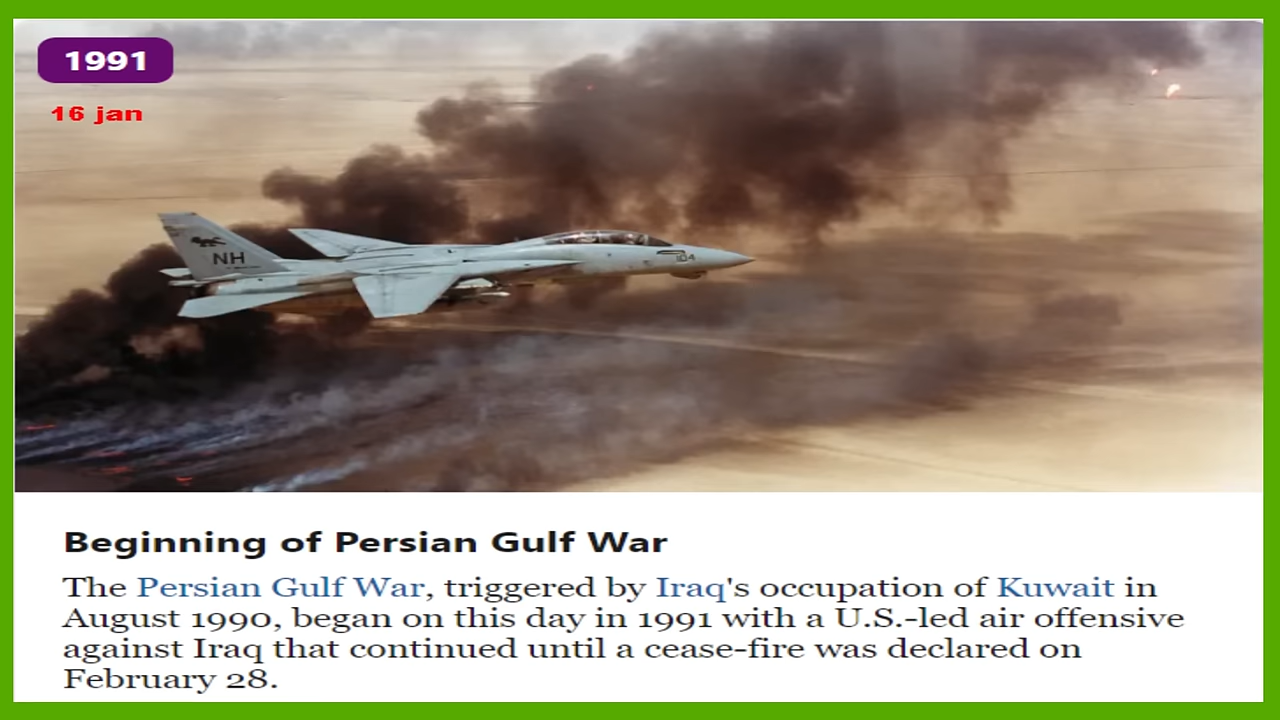 1991
16 jan
NH
104
Beginning of Persian Gulf War
The Persian Gulf War, triggered by Iraq's occupation of Kuwait in
August 1990, began on this day in 1991 with a U.S.-led air offensive
against Iraq that continued until a cease-fire was declared on
February 28.